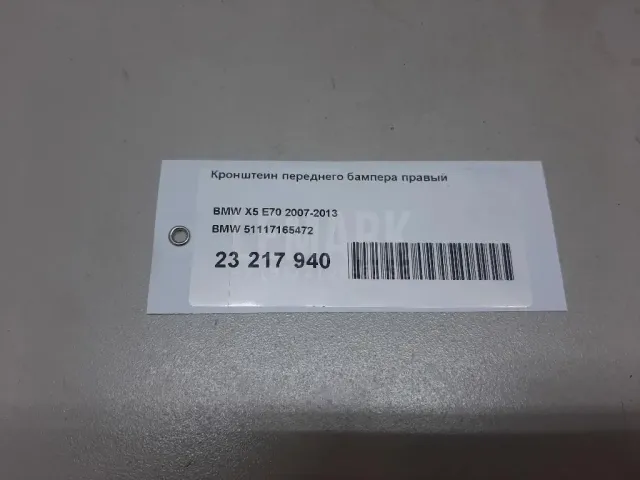 Кронштеин переднего бампера правый
BMW X5 E70 2007-2013
BMW 51117165472
23 217 940